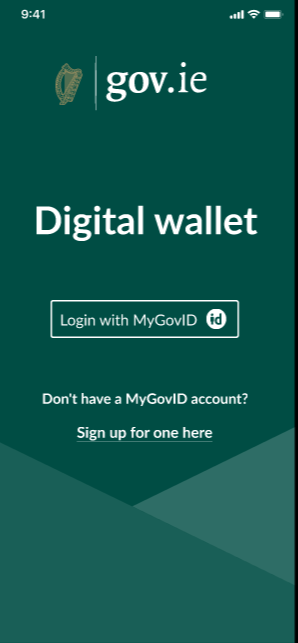 9:41
gov.ie
Digital wallet
Login with MyGovID iD
Don't have a MyGovID account?
Sign up for one here